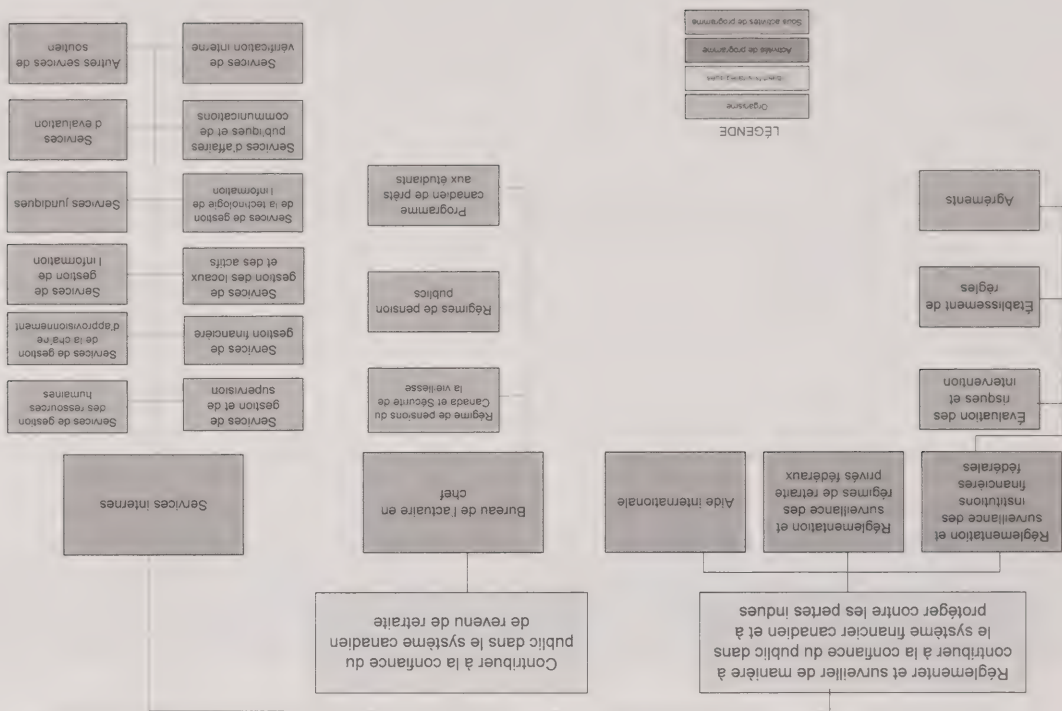 Réglementer et surveiller de manière à
contribuer à la confiance du public dans
le système financier canadien et à
protéger contre les pertes indues
Contribuer à la confiance du
public dans le système canadien
de revenu de retraite
Réglementation et
surveillance des
institutions
financières
fédérales
Réglementation et
surveillance des
régimes de retraite
privés fédéraux
Aide internationale
Bureau de l'actuaire en
chef
Services internes
Évaluation des
risques et
intervention
Établissement de
règles
Agréments
Régime de pensions du
Canada et Sécurité de
la vieillesse
Régimes de pension
publics
Programme
canadien de prêts
aux étudiants
Services de
gestion et de
supervision
Services de gestion
des ressources
humaines
Services de
gestion financière
Services de gestion
de la chaîne
d'approvisionnement
Services de
gestion des locaux
et des actifs
Services de
gestion de
l information
Services de gestion
de la technologie de
l information
Services juridiques
Services d'affaires
publiques et de
communications
Services
d évaluation
Services de
vérification interne
Autres services de
soutien
LÉGENDE
Organisme
Activités de programme
Sous activités de programme